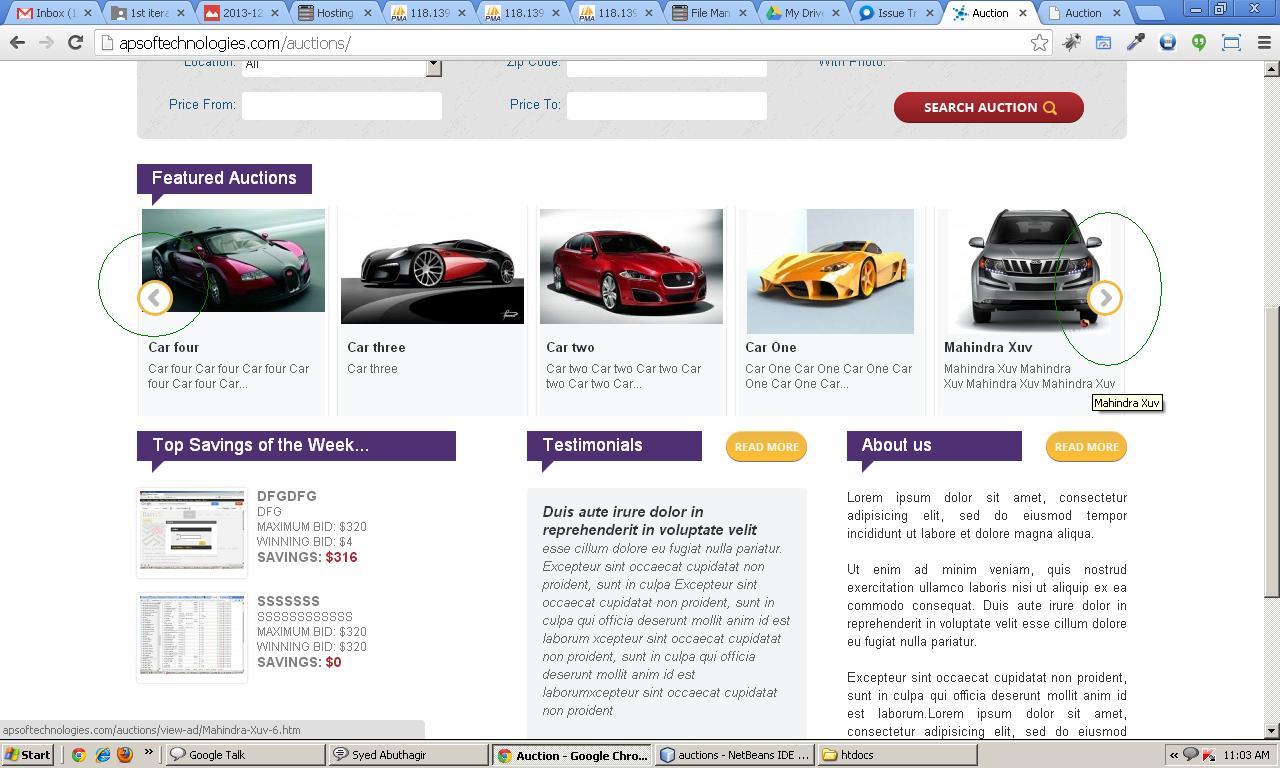 Inbox (1
1st itera
2013-12
Hosting
118.139
118.139
118.139
File Man
My Drive
Issue
Auction
Auction
apsoftechnologies.com/auctions/
Location: All Zip Code: With Photo:
Price From: Price To: SEARCH AUCTION
Featured Auctions
Car four
Car four Car four Car four Car
four Car four Car...
Car three
Car three
Car two
Car two Car two Car two Car
two Car two Car...
Car One
Car One Car One Car One Car
One Car One Car...
Mahindra Xuv
Mahindra Xuv Mahindra
Xuv Mahindra Xuv Mahindra Xuv
Mahindra Xuv
Top Savings of the Week...
DFGDFG
DFG
MAXIMUM BID: $320
WINNING BID: $4
SAVINGS: $316
SSSSSSS
SSSSSSSSSSSS...
MAXIMUM BID: $320
WINNING BID: $320
SAVINGS: $0
Testimonials
READ MORE
Duis aute irure dolor in
reprehenderit in voluptate velit
esse cillum dolore eu fugiat nulla pariatur.
Excepteur sint occaecat cupidatat non
proident, sunt in culpa Excepteur sint
occaecat cupidatat non proident, sunt in
culpa qui officia deserunt mollit anim id est
laborum.Excepteur sint occaecat cupidatat
non proident, sunt in culpa qui officia
deserunt mollit anim id est
laborumxcepteur sint occaecat cupidatat
non proident
About us
READ MORE
Lorem ipsum dolor sit amet, consectetur
adipisicing elit, sed do eiusmod tempor
incididunt ut labore et dolore magna aliqua.
Ut enim ad minim veniam, quis nostrud
exercitation ullamco laboris nisi ut aliquip ex ea
commodo consequat. Duis aute irure dolor in
reprehenderit in voluptate velit esse cillum dolore
eu fugiat nulla pariatur.
Excepteur sint occaecat cupidatat non proident,
sunt in culpa qui officia deserunt mollit anim id
est laborum.Lorem ipsum dolor sit amet,
consectetur adipisicing elit, sed do eiusmod
apsoftechnologies.com/auctions/view-ad/Mahindra-Xuv-6.htm
Start
»
Google Talk
Syed Abuthagir
Auction - Google Chro...
auctions - NetBeans IDE ...
htdocs
«
11:03 AM